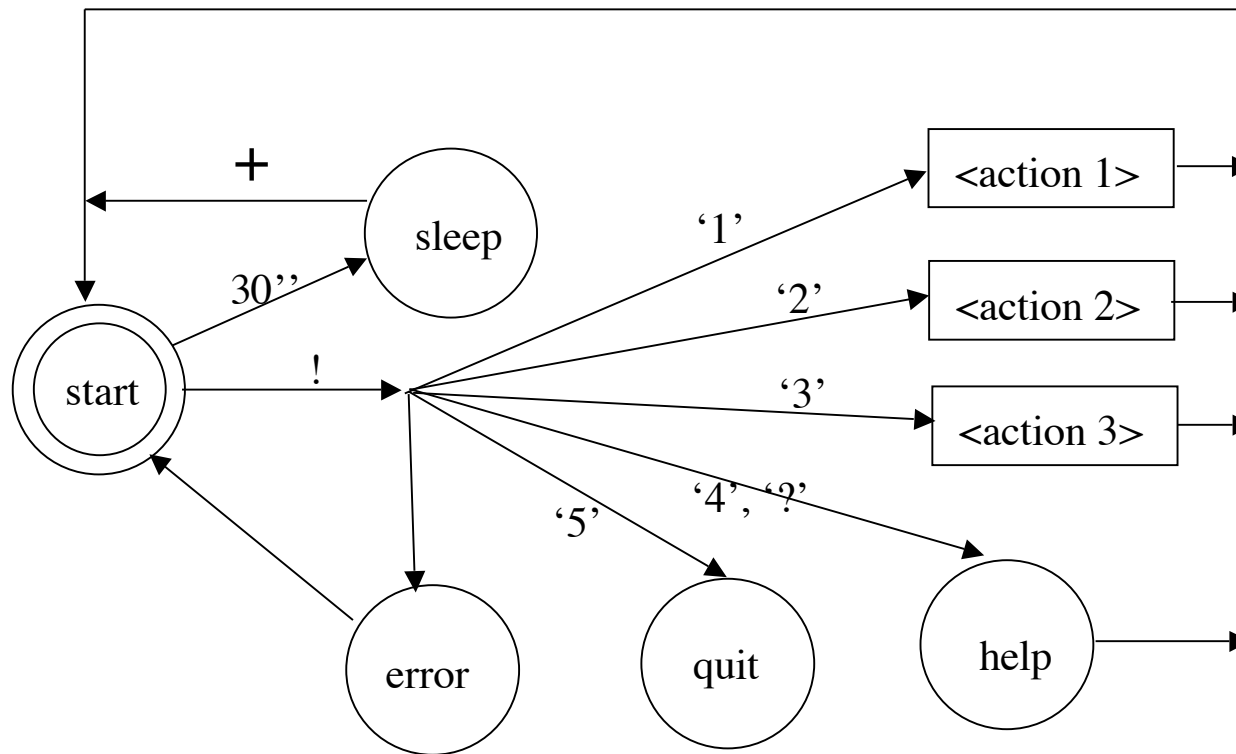 +
<action 1>
‘1’
sleep
30’’
‘2’
<action 2>
!
start
‘3’
<action 3>
‘4’, ‘?’
‘5’
help
quit
error